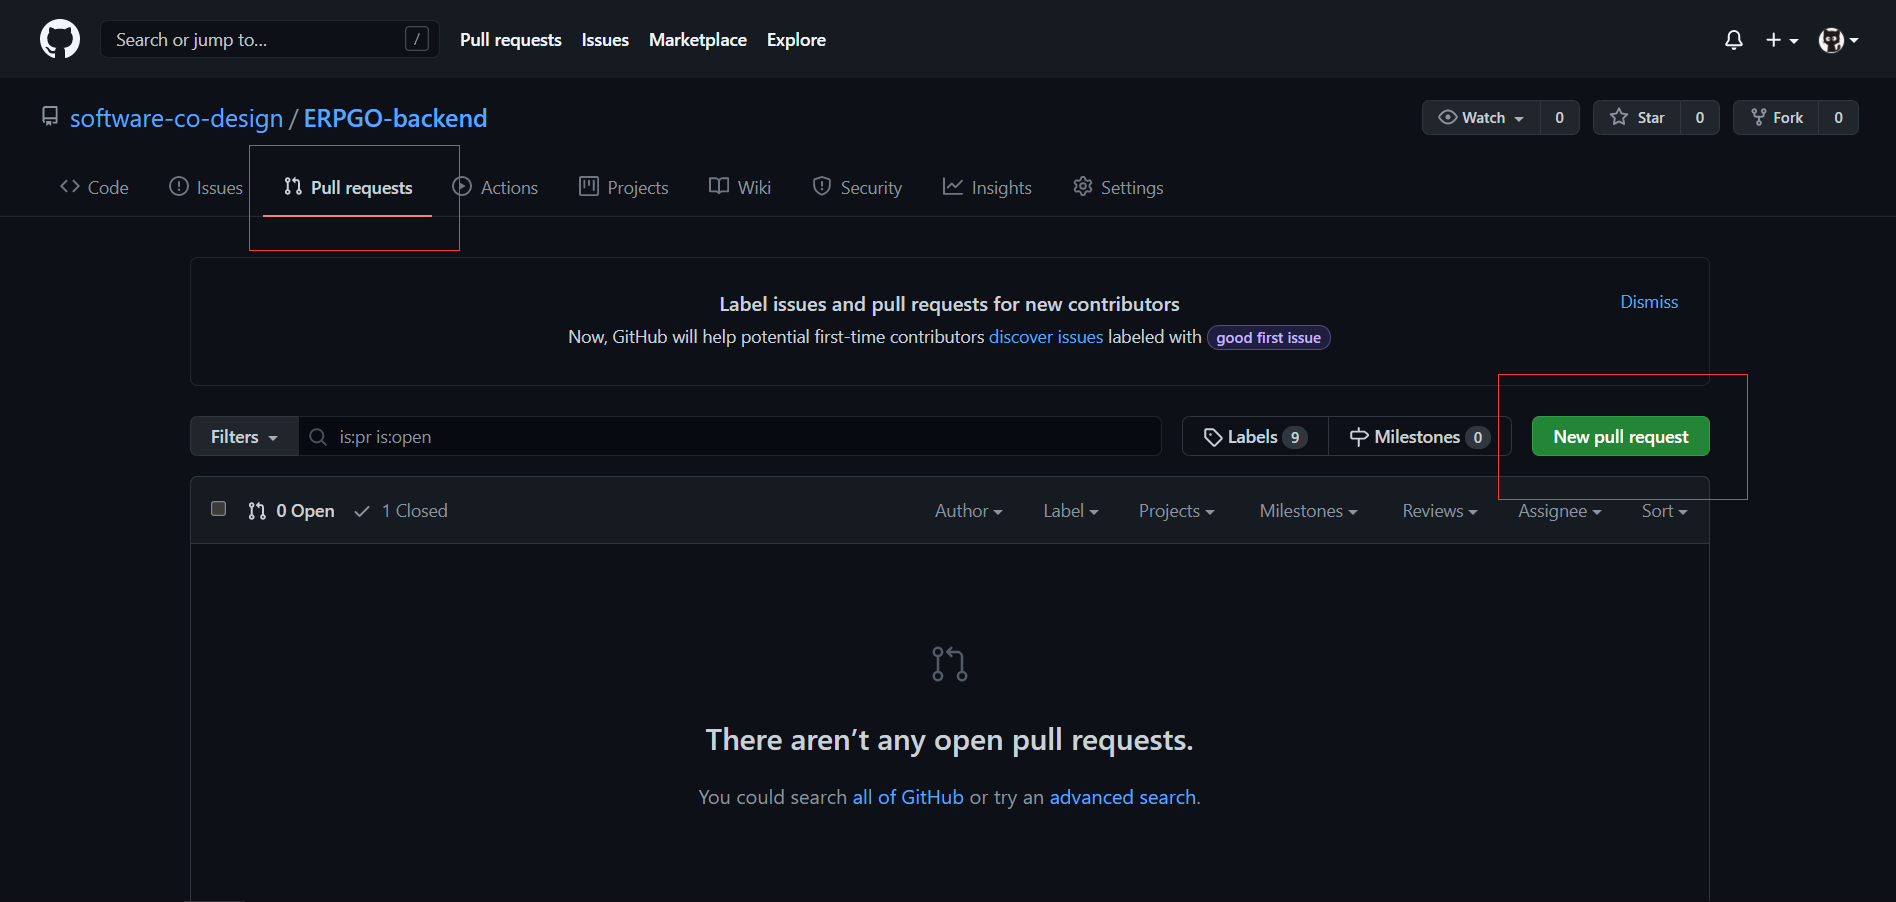 Search or jump to... / Pull requests Issues Marketplace Explore
software-co-design / ERPGO-backend Watch 0 Star 0 Fork 0
Code Issues Pull requests Actions Projects Wiki Security Insights Settings
Label issues and pull requests for new contributors Dismiss
Now, GitHub will help potential first-time contributors discover issues labeled with good first issue
Filters is:pr is:open Labels 9 Milestones 0 New pull request
0 Open 1 Closed Author Label Projects Milestones Reviews Assignee Sort
There aren’t any open pull requests.
You could search all of GitHub or try an advanced search.